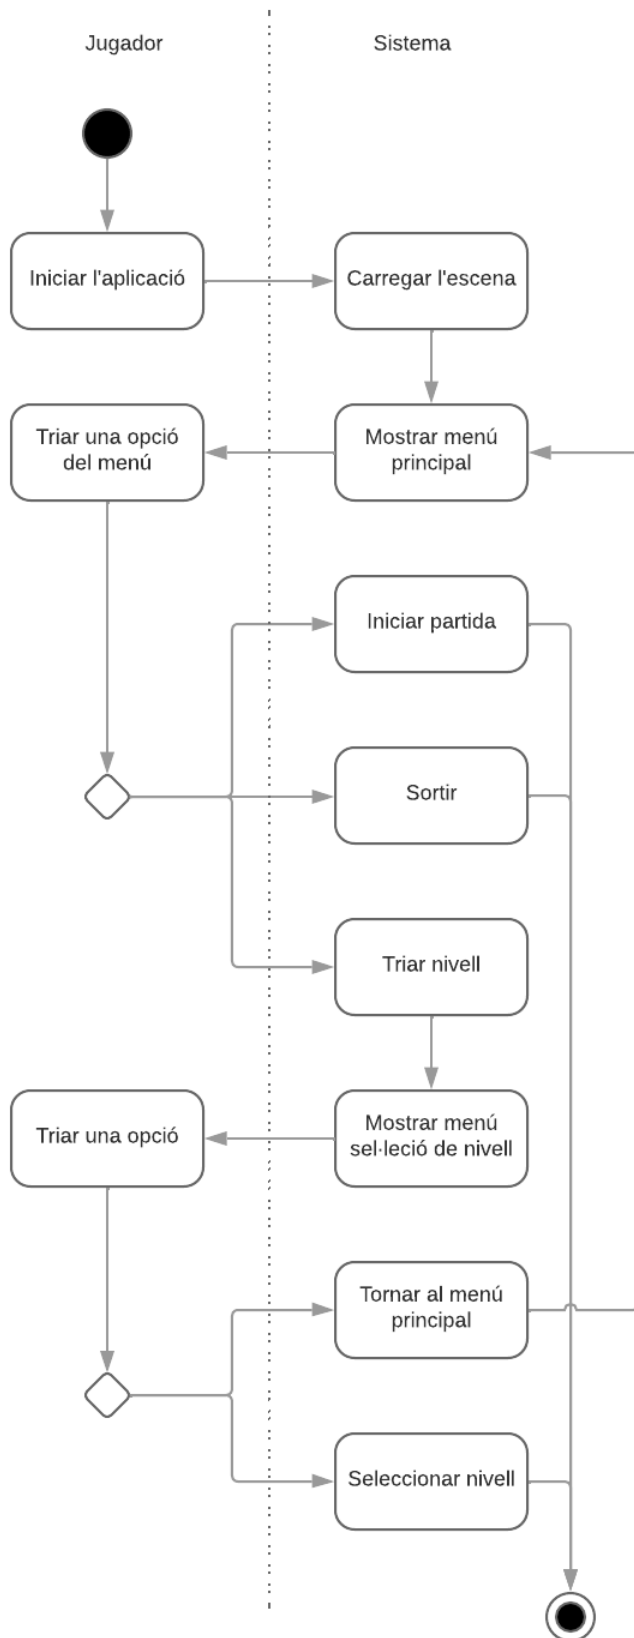 Jugador
Sistema
Iniciar l'aplicació
Carregar l'escena
Triar una opció
del menú
Mostrar menú
principal
Iniciar partida
Sortir
Triar nivell
Triar una opció
Mostrar menú
sel·leció de nivell
Tornar al menú
principal
Seleccionar nivell